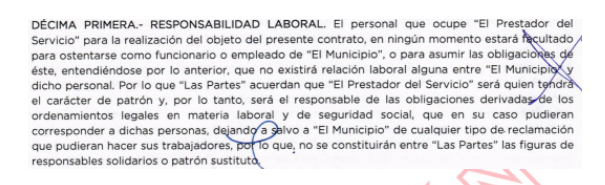 DÉCIMA PRIMERA.- RESPONSABILIDAD LABORAL. El personal que ocupe "El Prestador del
Servicio" para la realización del objeto del presente contrato, en ningún momento estará facultado
para ostentarse como funcionario o empleado de "El Municipio", o para asumir las obligaciones de
éste, entendiéndose por lo anterior, que no existirá relación laboral alguna entre "El Municipio" y
dicho personal. Por lo que "Las Partes" acuerdan que "El Prestador del Servicio" será quien tendrá
el carácter de patrón y, por lo tanto, será el responsable de las obligaciones derivadas de los
ordenamientos legales en materia laboral y de seguridad social, que en su caso pudieran
corresponder a dichas personas, dejando a salvo a "El Municipio" de cualquier tipo de reclamación
que pudieran hacer sus trabajadores, por lo que, no se constituirán entre "Las Partes" las figuras de
responsables solidarios o patrón sustituto.